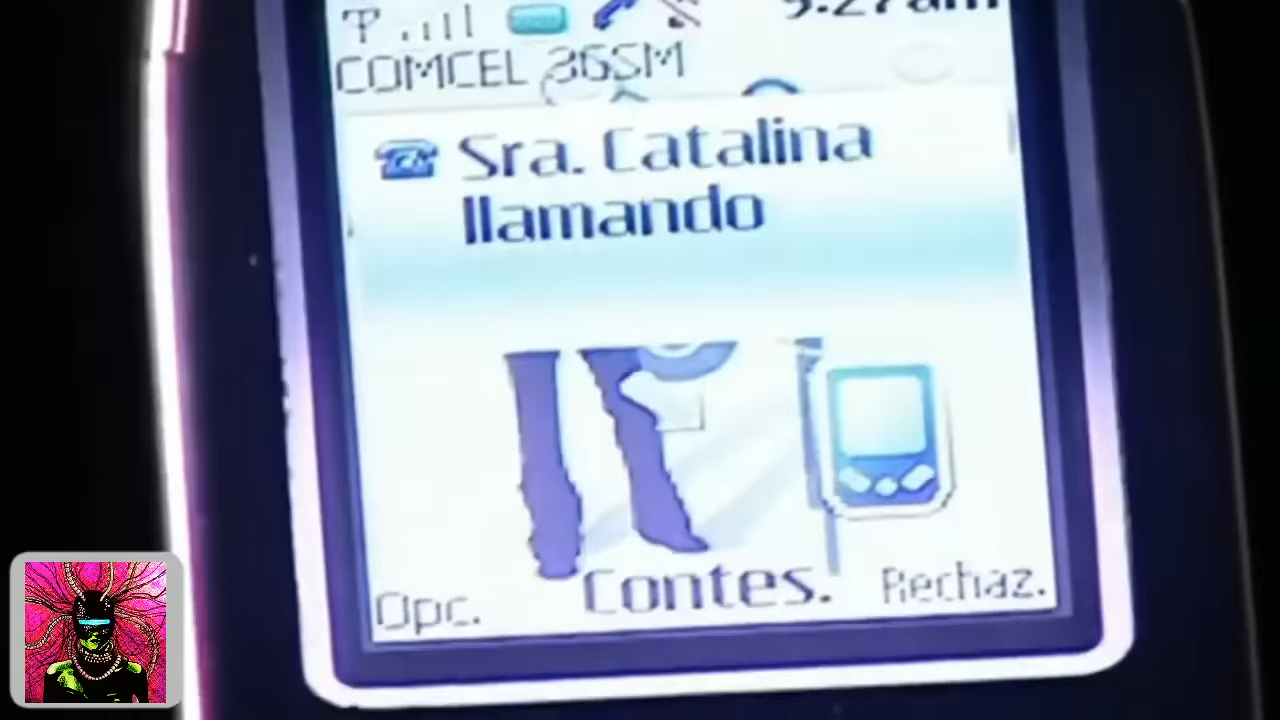 COMCEL 3GSM
Sra. Catalina
llamando
Opc. Contes. Rechaz.